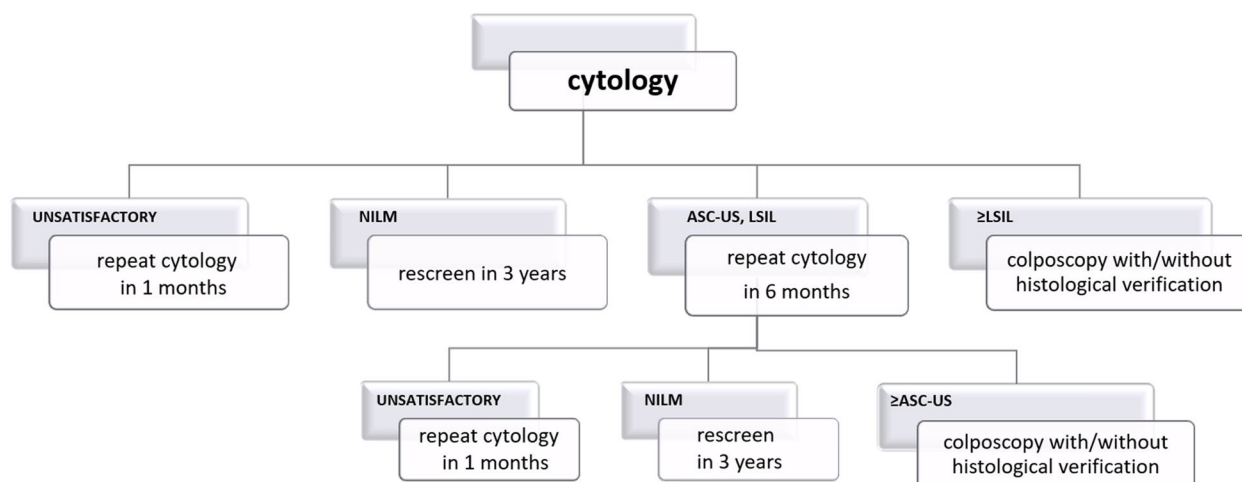 cytology
UNSATISFACTORY
repeat cytology
in 1 months
NILM
rescreen in 3 years
ASC-US, LSIL
repeat cytology
in 6 months
≥LSIL
colposcopy with/without
histological verification
UNSATISFACTORY
repeat cytology
in 1 months
NILM
rescreen
in 3 years
≥ASC-US
colposcopy with/without
histological verification